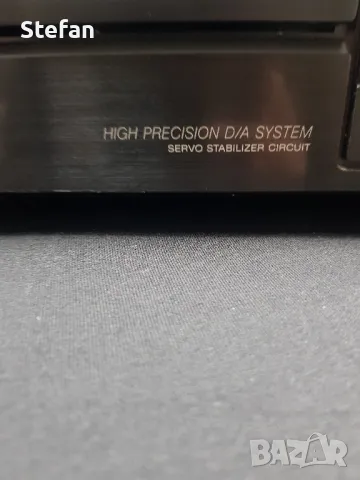 Stefan
HIGH PRECISION D/A SYSTEM
SERVO STABILIZER CIRCUIT
BAZAR